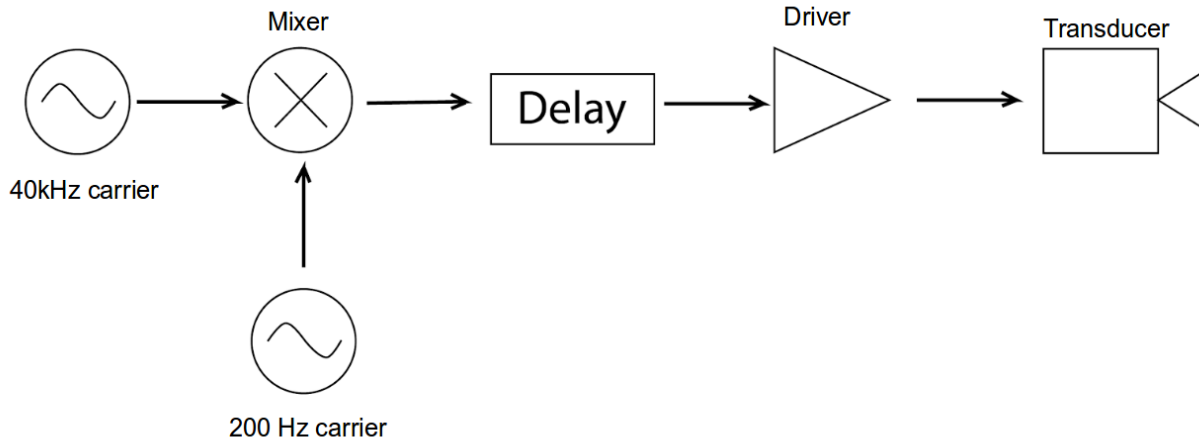 Mixer
Driver
Transducer
Delay
40kHz carrier
200 Hz carrier